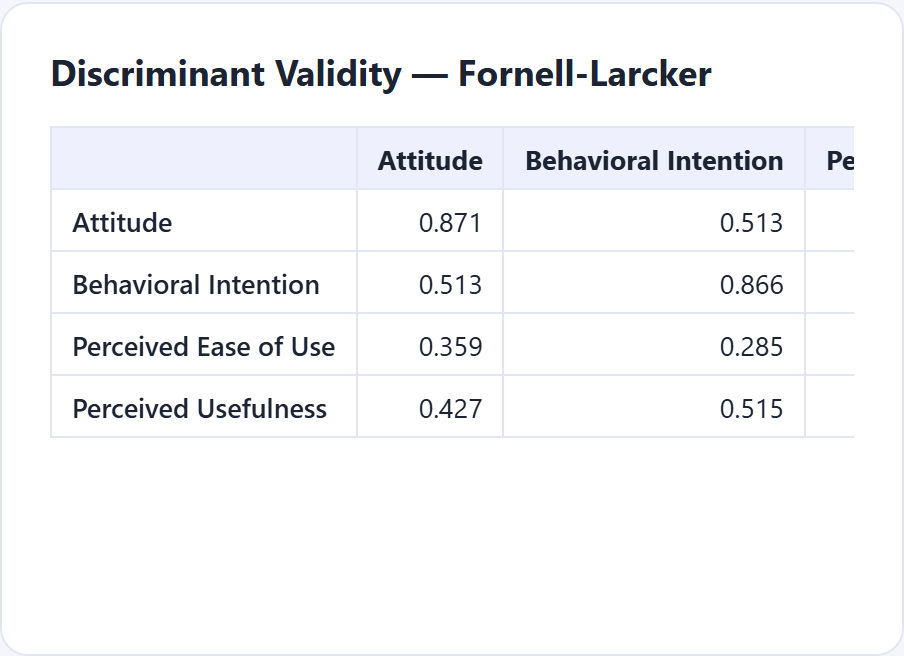 Discriminant Validity — Fornell-Larcker
Attitude Behavioral Intention Pe
Attitude 0.871 0.513
Behavioral Intention 0.513 0.866
Perceived Ease of Use 0.359 0.285
Perceived Usefulness 0.427 0.515